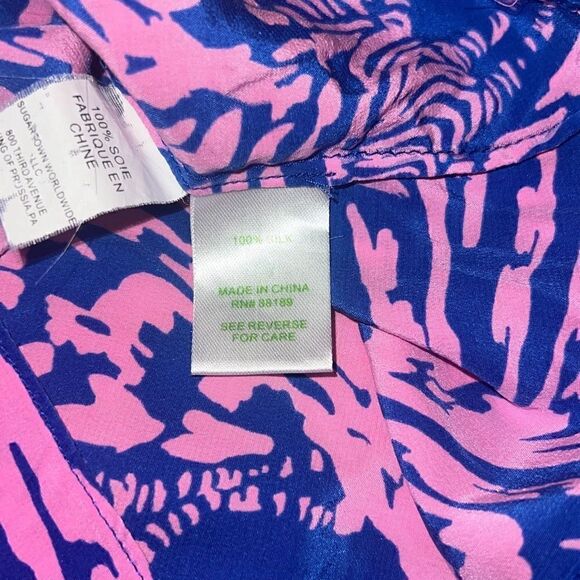 100% SOIE
FABRIQUE EN
CHINE
SUGARTOWN WORLDWIDE
LLC
800 THIRD AVENUE
KING OF PRUSSIA, PA
100% SILK
MADE IN CHINA
RN# 88189
SEE REVERSE
FOR CARE